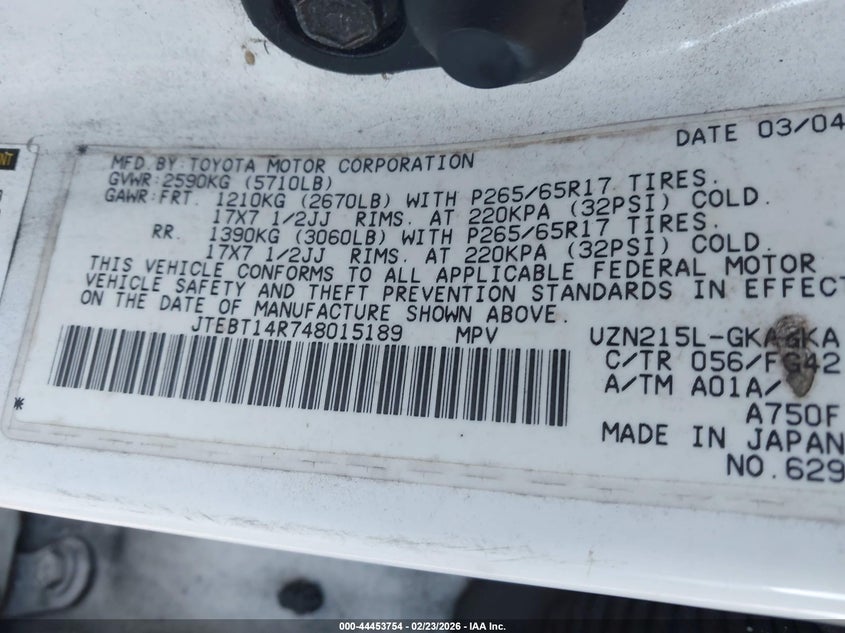 DATE 03/04
MFD.BY:TOYOTA MOTOR CORPORATION
GVWR:2590KG (5710LB)
GAWR:FRT. 1210KG (2670LB) WITH P265/65R17 TIRES.
17X7 1/2JJ RIMS. AT 220KPA (32PSI) COLD.
RR. 1390KG (3060LB) WITH P265/65R17 TIRES.
17X7 1/2JJ RIMS. AT 220KPA (32PSI) COLD.
THIS VEHICLE CONFORMS TO ALL APPLICABLE FEDERAL MOTOR
VEHICLE SAFETY AND THEFT PREVENTION STANDARDS IN EFFECT
ON THE DATE OF MANUFACTURE SHOWN ABOVE.
JTEBT14R748015189 MPV UZN215L-GKAGKA
C/TR 056/FG42
A/TM A01A/
A750F
MADE IN JAPAN
NO.629
000-44453754 | 02/23/2026 | IAA Inc.